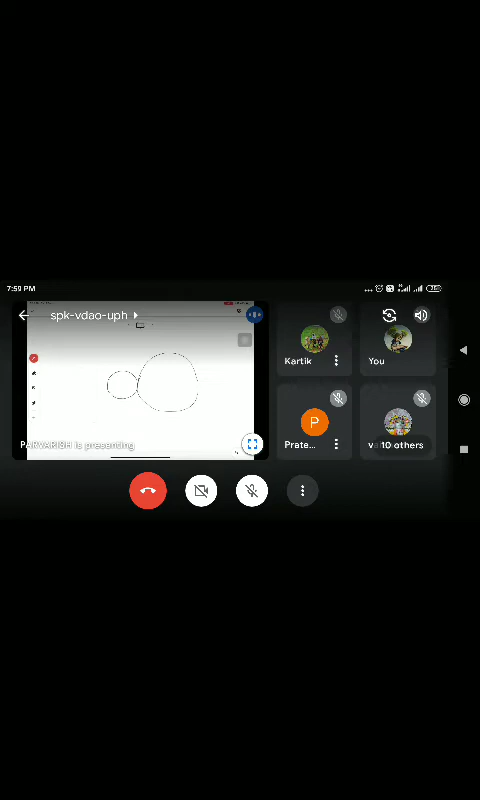 7:59 PM
spk-vdao-uph
Kartik
You
PARVARISH is presenting
P
Prate...
10 others